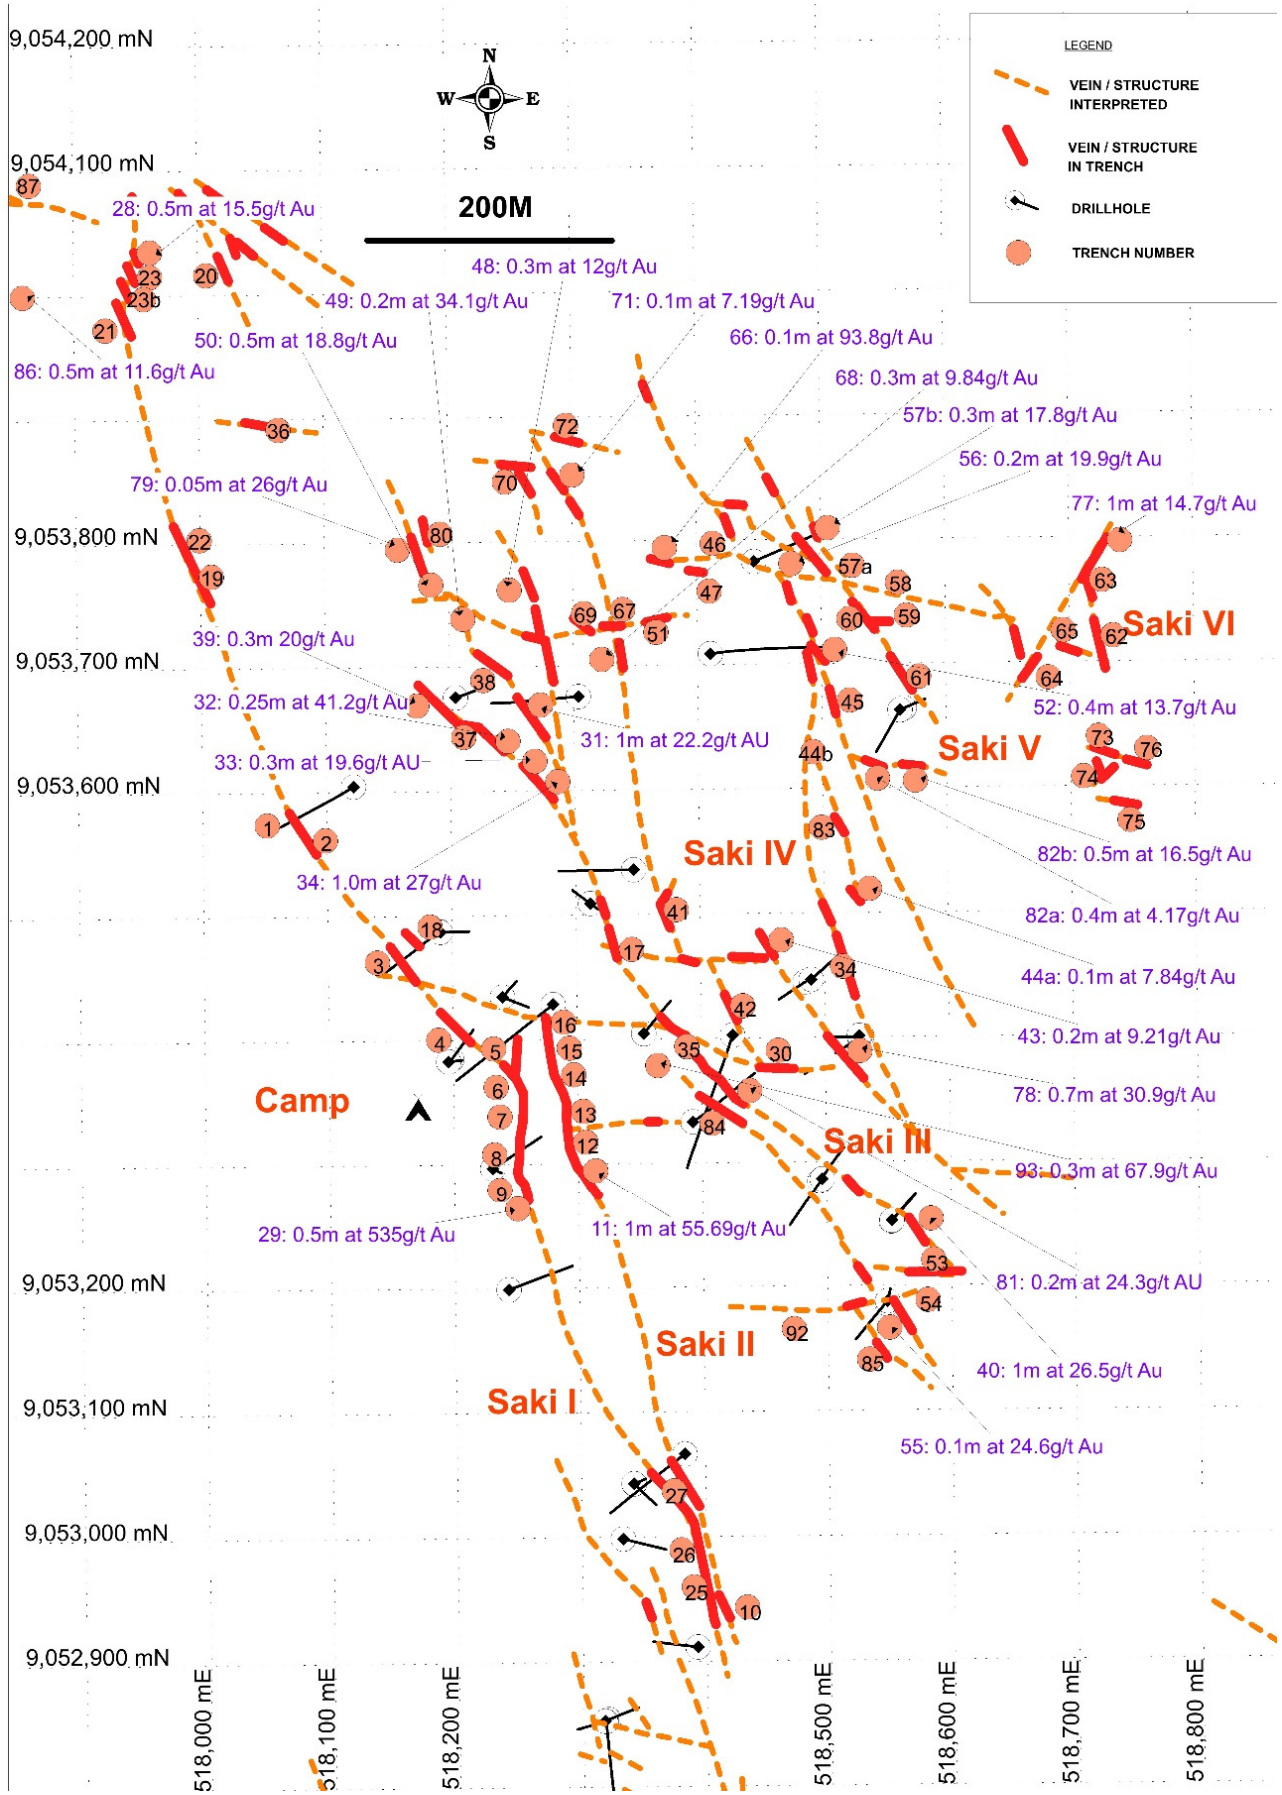 9,054,200 mN
LEGEND
N
W
E
S
VEIN / STRUCTURE
INTERPRETED
VEIN / STRUCTURE
IN TRENCH
DRILLHOLE
TRENCH NUMBER
9,054,100 mN
87
200M
28: 0.5m at 15.5g/t Au
48: 0.3m at 12g/t Au
23
20
23b
49: 0.2m at 34.1g/t Au
71: 0.1m at 7.19g/t Au
21
50: 0.5m at 18.8g/t Au
66: 0.1m at 93.8g/t Au
86: 0.5m at 11.6g/t Au
68: 0.3m at 9.84g/t Au
57b: 0.3m at 17.8g/t Au
36
72
56: 0.2m at 19.9g/t Au
79: 0.05m at 26g/t Au
70
77: 1m at 14.7g/t Au
9,053,800 mN
22
80
46
19
57a
58
63
47
69
67
60
59
51
65
62
Saki VI
39: 0.3m 20g/t Au
9,053,700 mN
38
61
64
32: 0.25m at 41.2g/t Au
45
52: 0.4m at 13.7g/t Au
37
31: 1m at 22.2g/t AU
44b
Saki V
73
76
33: 0.3m at 19.6g/t AU
74
9,053,600 mN
75
1
2
83
Saki IV
82b: 0.5m at 16.5g/t Au
34: 1.0m at 27g/t Au
41
82a: 0.4m at 4.17g/t Au
18
17
3
34
44a: 0.1m at 7.84g/t Au
42
16
43: 0.2m at 9.21g/t Au
4
5
15
35
30
14
6
78: 0.7m at 30.9g/t Au
Camp
7
13
84
12
Saki III
8
93: 0.3m at 67.9g/t Au
9
29: 0.5m at 535g/t Au
11: 1m at 55.69g/t Au
53
9,053,200 mN
81: 0.2m at 24.3g/t AU
54
92
Saki II
85
40: 1m at 26.5g/t Au
Saki I
9,053,100 mN
55: 0.1m at 24.6g/t Au
27
9,053,000 mN
26
25
10
9,052,900 mN
518,000 mE
518,100 mE
518,200 mE
518,500 mE
518,600 mE
518,700 mE
518,800 mE